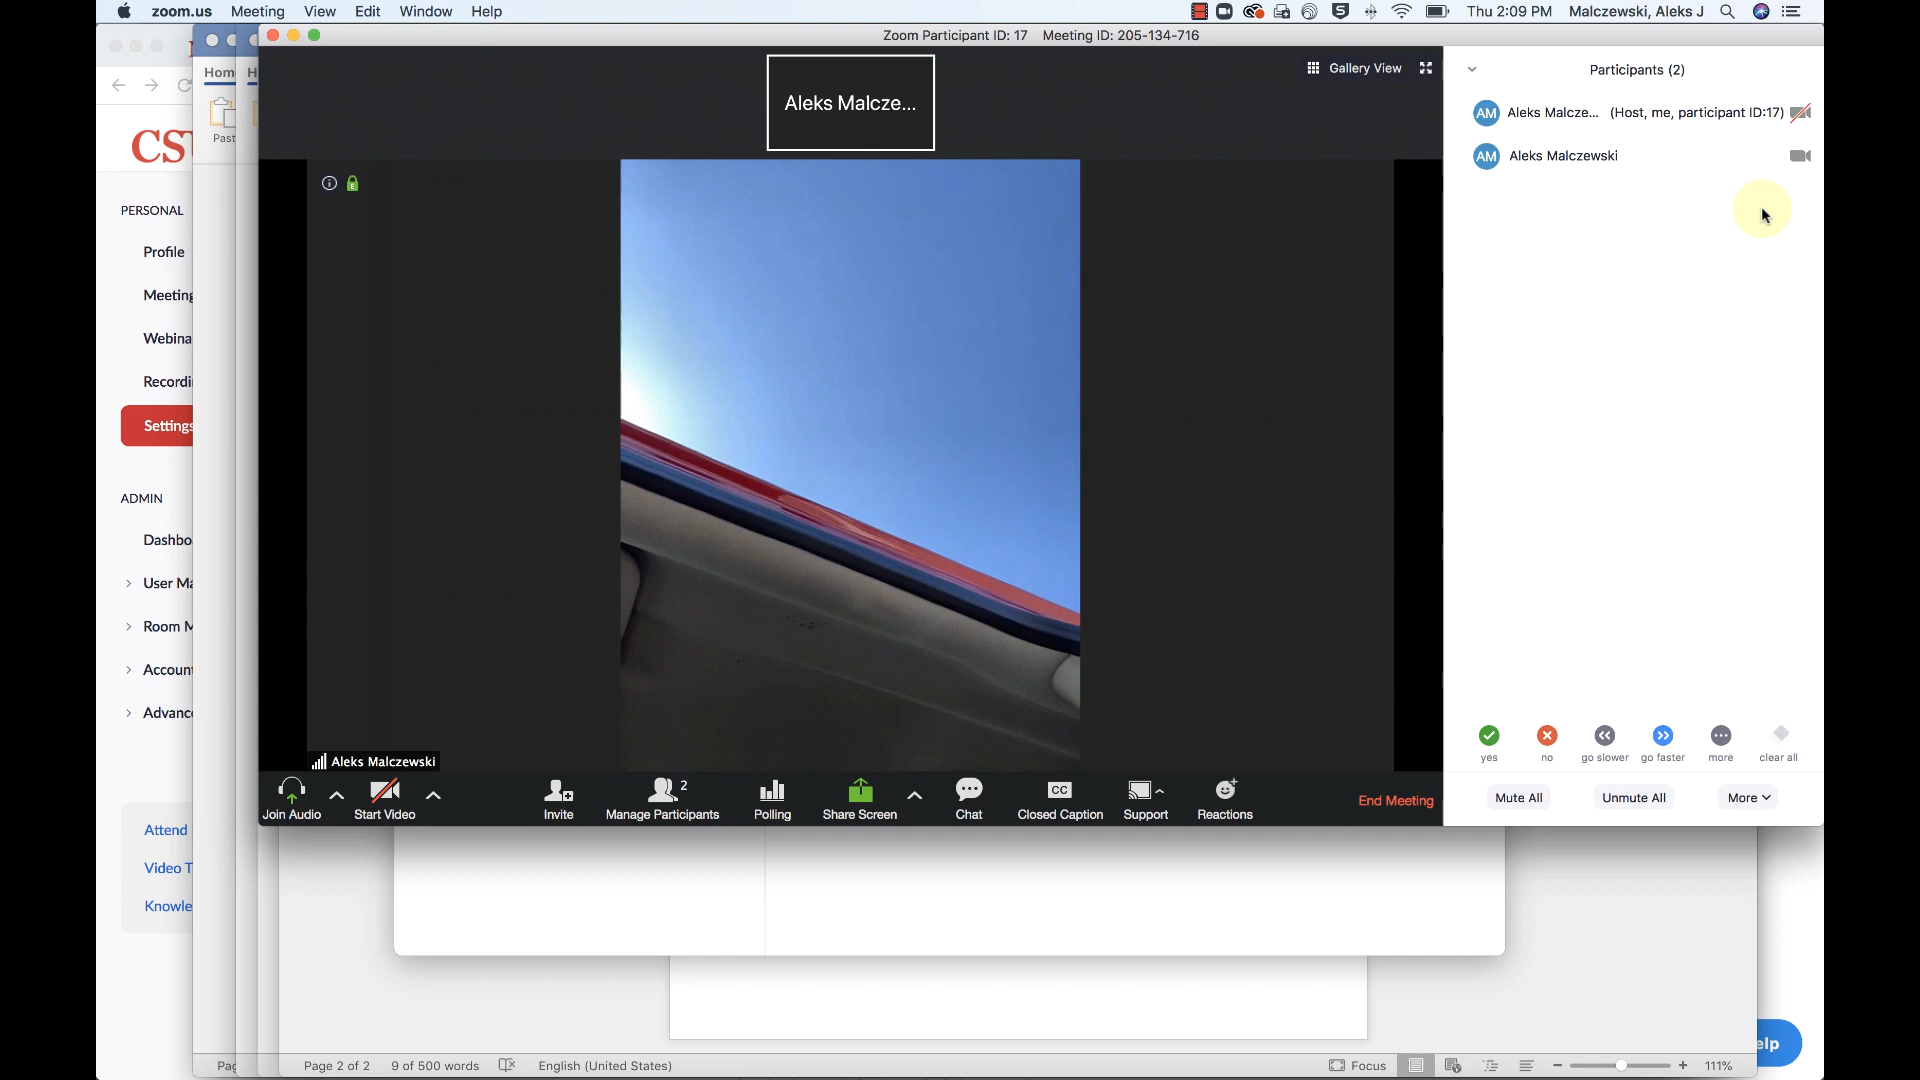 zoom.us Meeting View Edit Window Help
Thu 2:09 PM Malczewski, Aleks J
Zoom Participant ID: 17 Meeting ID: 205-134-716
Hom
H
Past
CSU
PERSONAL
Profile
Meeting
Webina
Recordi
Settings
ADMIN
Dashbo
User Ma
Room M
Account
Advanc
Attend
Video T
Knowle
Aleks Malcze...
Gallery View
Aleks Malczewski
Join Audio
Start Video
Invite
2
Manage Participants
Polling
Share Screen
Chat
CC
Closed Caption
Support
Reactions
End Meeting
Participants (2)
AM Aleks Malcze... (Host, me, participant ID:17)
AM Aleks Malczewski
yes no go slower go faster more clear all
Mute All Unmute All More
elp
Pag
Page 2 of 2 9 of 500 words English (United States)
Focus
111%